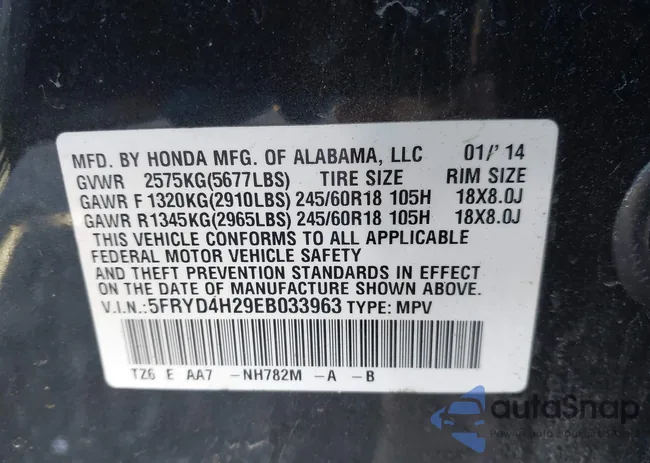 MFD. BY HONDA MFG. OF ALABAMA, LLC 01/' 14
GVWR 2575KG(5677LBS) TIRE SIZE RIM SIZE
GAWR F 1320KG(2910LBS) 245/60R18 105H 18X8.0J
GAWR R1345KG(2965LBS) 245/60R18 105H 18X8.0J
THIS VEHICLE CONFORMS TO ALL APPLICABLE
FEDERAL MOTOR VEHICLE SAFETY
AND THEFT PREVENTION STANDARDS IN EFFECT
ON THE DATE OF MANUFACTURE SHOWN ABOVE.
V.I.N.:5FRYD4H29EB033963 TYPE: MPV
TZ6 E AA7 -NH782M -A -B
autoSnap